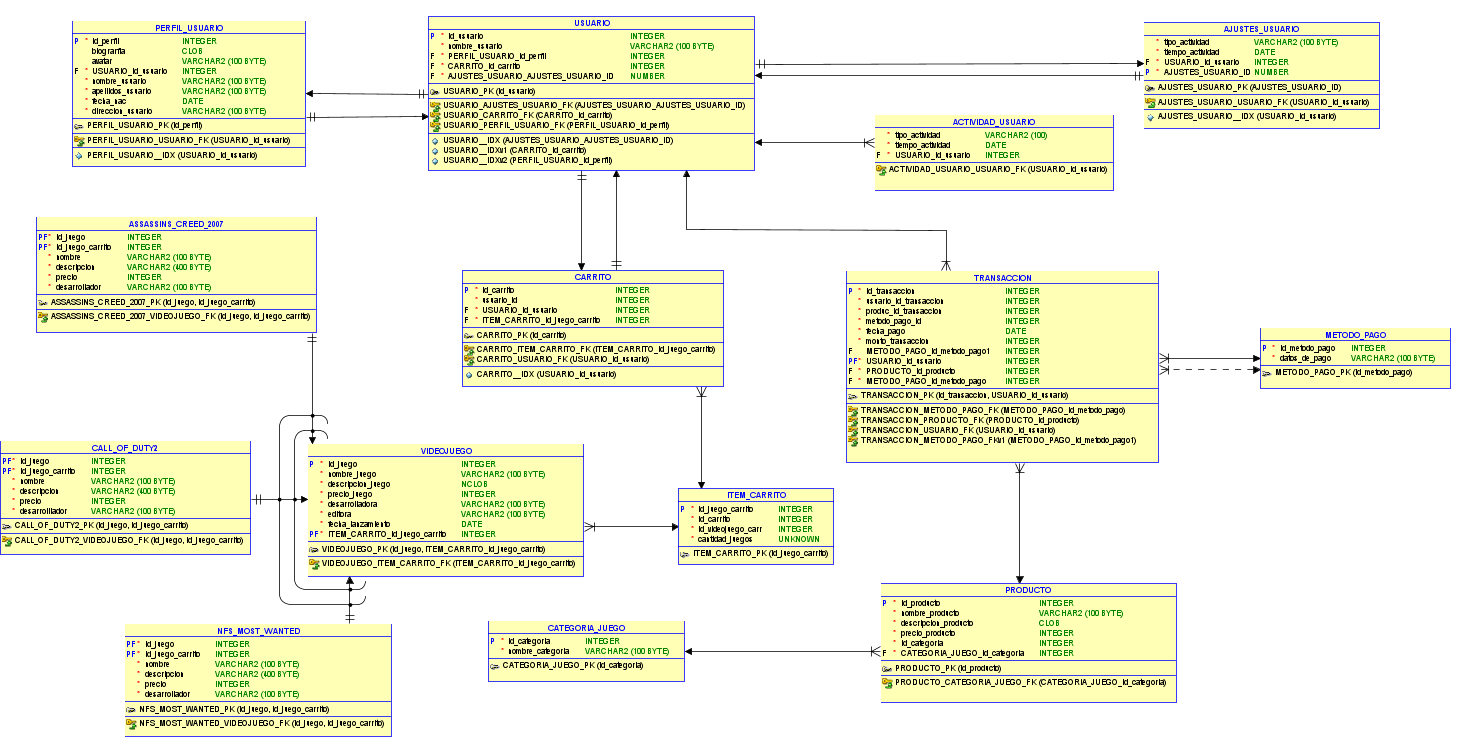 PERFIL_USUARIO
P * id_perfil INTEGER
biografia CLOB
avatar VARCHAR2 (100 BYTE)
F * USUARIO_id_usuario INTEGER
* nombre_usuario VARCHAR2 (100 BYTE)
* apellidos_usuario VARCHAR2 (100 BYTE)
* fecha_nac DATE
* direccion_usuario VARCHAR2 (100 BYTE)
PERFIL_USUARIO_PK (id_perfil)
PERFIL_USUARIO_USUARIO_FK (USUARIO_id_usuario)
PERFIL_USUARIO__IDX (USUARIO_id_usuario)
USUARIO
P * id_usuario INTEGER
* nombre_usuario VARCHAR2 (100 BYTE)
F * PERFIL_USUARIO_id_perfil INTEGER
F * CARRITO_id_carrito INTEGER
F * AJUSTES_USUARIO_AJUSTES_USUARIO_ID NUMBER
USUARIO_PK (id_usuario)
USUARIO_AJUSTES_USUARIO_FK (AJUSTES_USUARIO_AJUSTES_USUARIO_ID)
USUARIO_CARRITO_FK (CARRITO_id_carrito)
USUARIO_PERFIL_USUARIO_FK (PERFIL_USUARIO_id_perfil)
USUARIO__IDX (AJUSTES_USUARIO_AJUSTES_USUARIO_ID)
USUARIO__IDXv1 (CARRITO_id_carrito)
USUARIO__IDXv2 (PERFIL_USUARIO_id_perfil)
AJUSTES_USUARIO
* tipo_actividad VARCHAR2 (100 BYTE)
* tiempo_actividad DATE
F * USUARIO_id_usuario INTEGER
P * AJUSTES_USUARIO_ID NUMBER
AJUSTES_USUARIO_PK (AJUSTES_USUARIO_ID)
AJUSTES_USUARIO_USUARIO_FK (USUARIO_id_usuario)
AJUSTES_USUARIO__IDX (USUARIO_id_usuario)
ACTIVIDAD_USUARIO
* tipo_actividad VARCHAR2 (100)
* tiempo_actividad DATE
F * USUARIO_id_usuario INTEGER
ACTIVIDAD_USUARIO_USUARIO_FK (USUARIO_id_usuario)
ASSASSINS_CREED_2007
PF* id_juego INTEGER
PF* id_juego_carrito INTEGER
* nombre VARCHAR2 (100 BYTE)
* descripcion VARCHAR2 (400 BYTE)
* precio INTEGER
* desarrollador VARCHAR2 (100 BYTE)
ASSASSINS_CREED_2007_PK (id_juego, id_juego_carrito)
ASSASSINS_CREED_2007_VIDEOJUEGO_FK (id_juego, id_juego_carrito)
CARRITO
P * id_carrito INTEGER
* usuario_id INTEGER
F * USUARIO_id_usuario INTEGER
F * ITEM_CARRITO_id_juego_carrito INTEGER
CARRITO_PK (id_carrito)
CARRITO_ITEM_CARRITO_FK (ITEM_CARRITO_id_juego_carrito)
CARRITO_USUARIO_FK (USUARIO_id_usuario)
CARRITO__IDX (USUARIO_id_usuario)
TRANSACCION
P * id_transaccion INTEGER
* usuario_id_transaccion INTEGER
* produc_id_transaccion INTEGER
* metodo_pago_id INTEGER
* fecha_pago DATE
* monto_transaccion INTEGER
F METODO_PAGO_id_metodo_pago1 INTEGER
PF* USUARIO_id_usuario INTEGER
F * PRODUCTO_id_producto INTEGER
F * METODO_PAGO_id_metodo_pago INTEGER
TRANSACCION_PK (id_transaccion, USUARIO_id_usuario)
TRANSACCION_METODO_PAGO_FK (METODO_PAGO_id_metodo_pago)
TRANSACCION_PRODUCTO_FK (PRODUCTO_id_producto)
TRANSACCION_USUARIO_FK (USUARIO_id_usuario)
TRANSACCION_METODO_PAGO_FKv1 (METODO_PAGO_id_metodo_pago1)
METODO_PAGO
P * id_metodo_pago INTEGER
* datos_de_pago VARCHAR2 (100 BYTE)
METODO_PAGO_PK (id_metodo_pago)
CALL_OF_DUTY2
PF* id_juego INTEGER
PF* id_juego_carrito INTEGER
* nombre VARCHAR2 (100 BYTE)
* descripcion VARCHAR2 (400 BYTE)
* precio INTEGER
* desarrolllador VARCHAR2 (100 BYTE)
CALL_OF_DUTY2_PK (id_juego, id_juego_carrito)
CALL_OF_DUTY2_VIDEOJUEGO_FK (id_juego, id_juego_carrito)
VIDEOJUEGO
P * id_juego INTEGER
* nombre_juego VARCHAR2 (100 BYTE)
* descripcion_juego NCLOB
* precio_juego INTEGER
* desarrolladora VARCHAR2 (100 BYTE)
* editora VARCHAR2 (100 BYTE)
* fecha_lanzamiento DATE
PF* ITEM_CARRITO_id_juego_carrito INTEGER
VIDEOJUEGO_PK (id_juego, ITEM_CARRITO_id_juego_carrito)
VIDEOJUEGO_ITEM_CARRITO_FK (ITEM_CARRITO_id_juego_carrito)
ITEM_CARRITO
P * id_juego_carrito INTEGER
* id_carrito INTEGER
* id_videojuego_carr INTEGER
* cantidad_juegos UNKNOWN
ITEM_CARRITO_PK (id_juego_carrito)
NFS_MOST_WANTED
PF* id_juego INTEGER
PF* id_juego_carrito INTEGER
* nombre VARCHAR2 (100 BYTE)
* descripcion VARCHAR2 (400 BYTE)
* precio INTEGER
* desarrollador VARCHAR2 (100 BYTE)
NFS_MOST_WANTED_PK (id_juego, id_juego_carrito)
NFS_MOST_WANTED_VIDEOJUEGO_FK (id_juego, id_juego_carrito)
CATEGORIA_JUEGO
P * id_categoria INTEGER
* nombre_categoria VARCHAR2 (100 BYTE)
CATEGORIA_JUEGO_PK (id_categoria)
PRODUCTO
P * id_producto INTEGER
* nombre_producto VARCHAR2 (100 BYTE)
* descripcion_producto CLOB
* precio_producto INTEGER
* id_categoria INTEGER
F * CATEGORIA_JUEGO_id_categoria INTEGER
PRODUCTO_PK (id_producto)
PRODUCTO_CATEGORIA_JUEGO_FK (CATEGORIA_JUEGO_id_categoria)